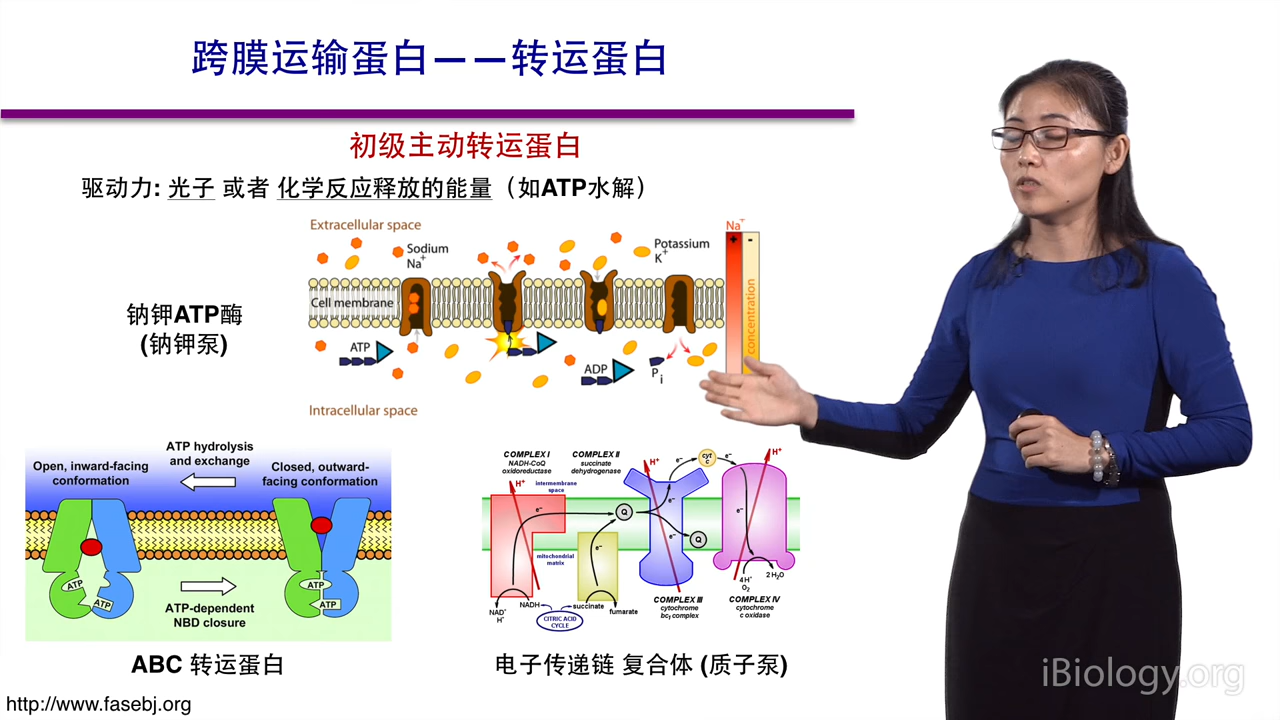 跨膜运输蛋白——转运蛋白
初级主动转运蛋白
驱动力: 光子 或者 化学反应释放的能量（如ATP水解）
Extracellular space
Sodium
Na+
Potassium
K+
Na+
+
-
Cell membrane
concentration
ATP
ADP
Pi
Intracellular space
钠钾ATP酶
(钠钾泵)
ATP hydrolysis
and exchange
Open, inward-facing
conformation
Closed, outward-
facing conformation
ATP
ATP
ATP
ATP
ATP-dependent
NBD closure
ABC 转运蛋白
COMPLEX I
NADH-CoQ
oxidoreductase
COMPLEX II
succinate
dehydrogenase
H+
H+
H+
cyt
c
e-
e-
intermembrane
space
e-
e-
Q
e-
e-
e-
Q
mitochondrial
matrix
4H+
O2
2H2O
NAD+
H+
NADH
succinate
fumarate
CITRIC ACID
CYCLE
COMPLEX III
cytochrome
bc1 complex
COMPLEX IV
cytochrome
c oxidase
电子传递链 复合体 (质子泵)
http://www.fasebj.org
iBiology.org